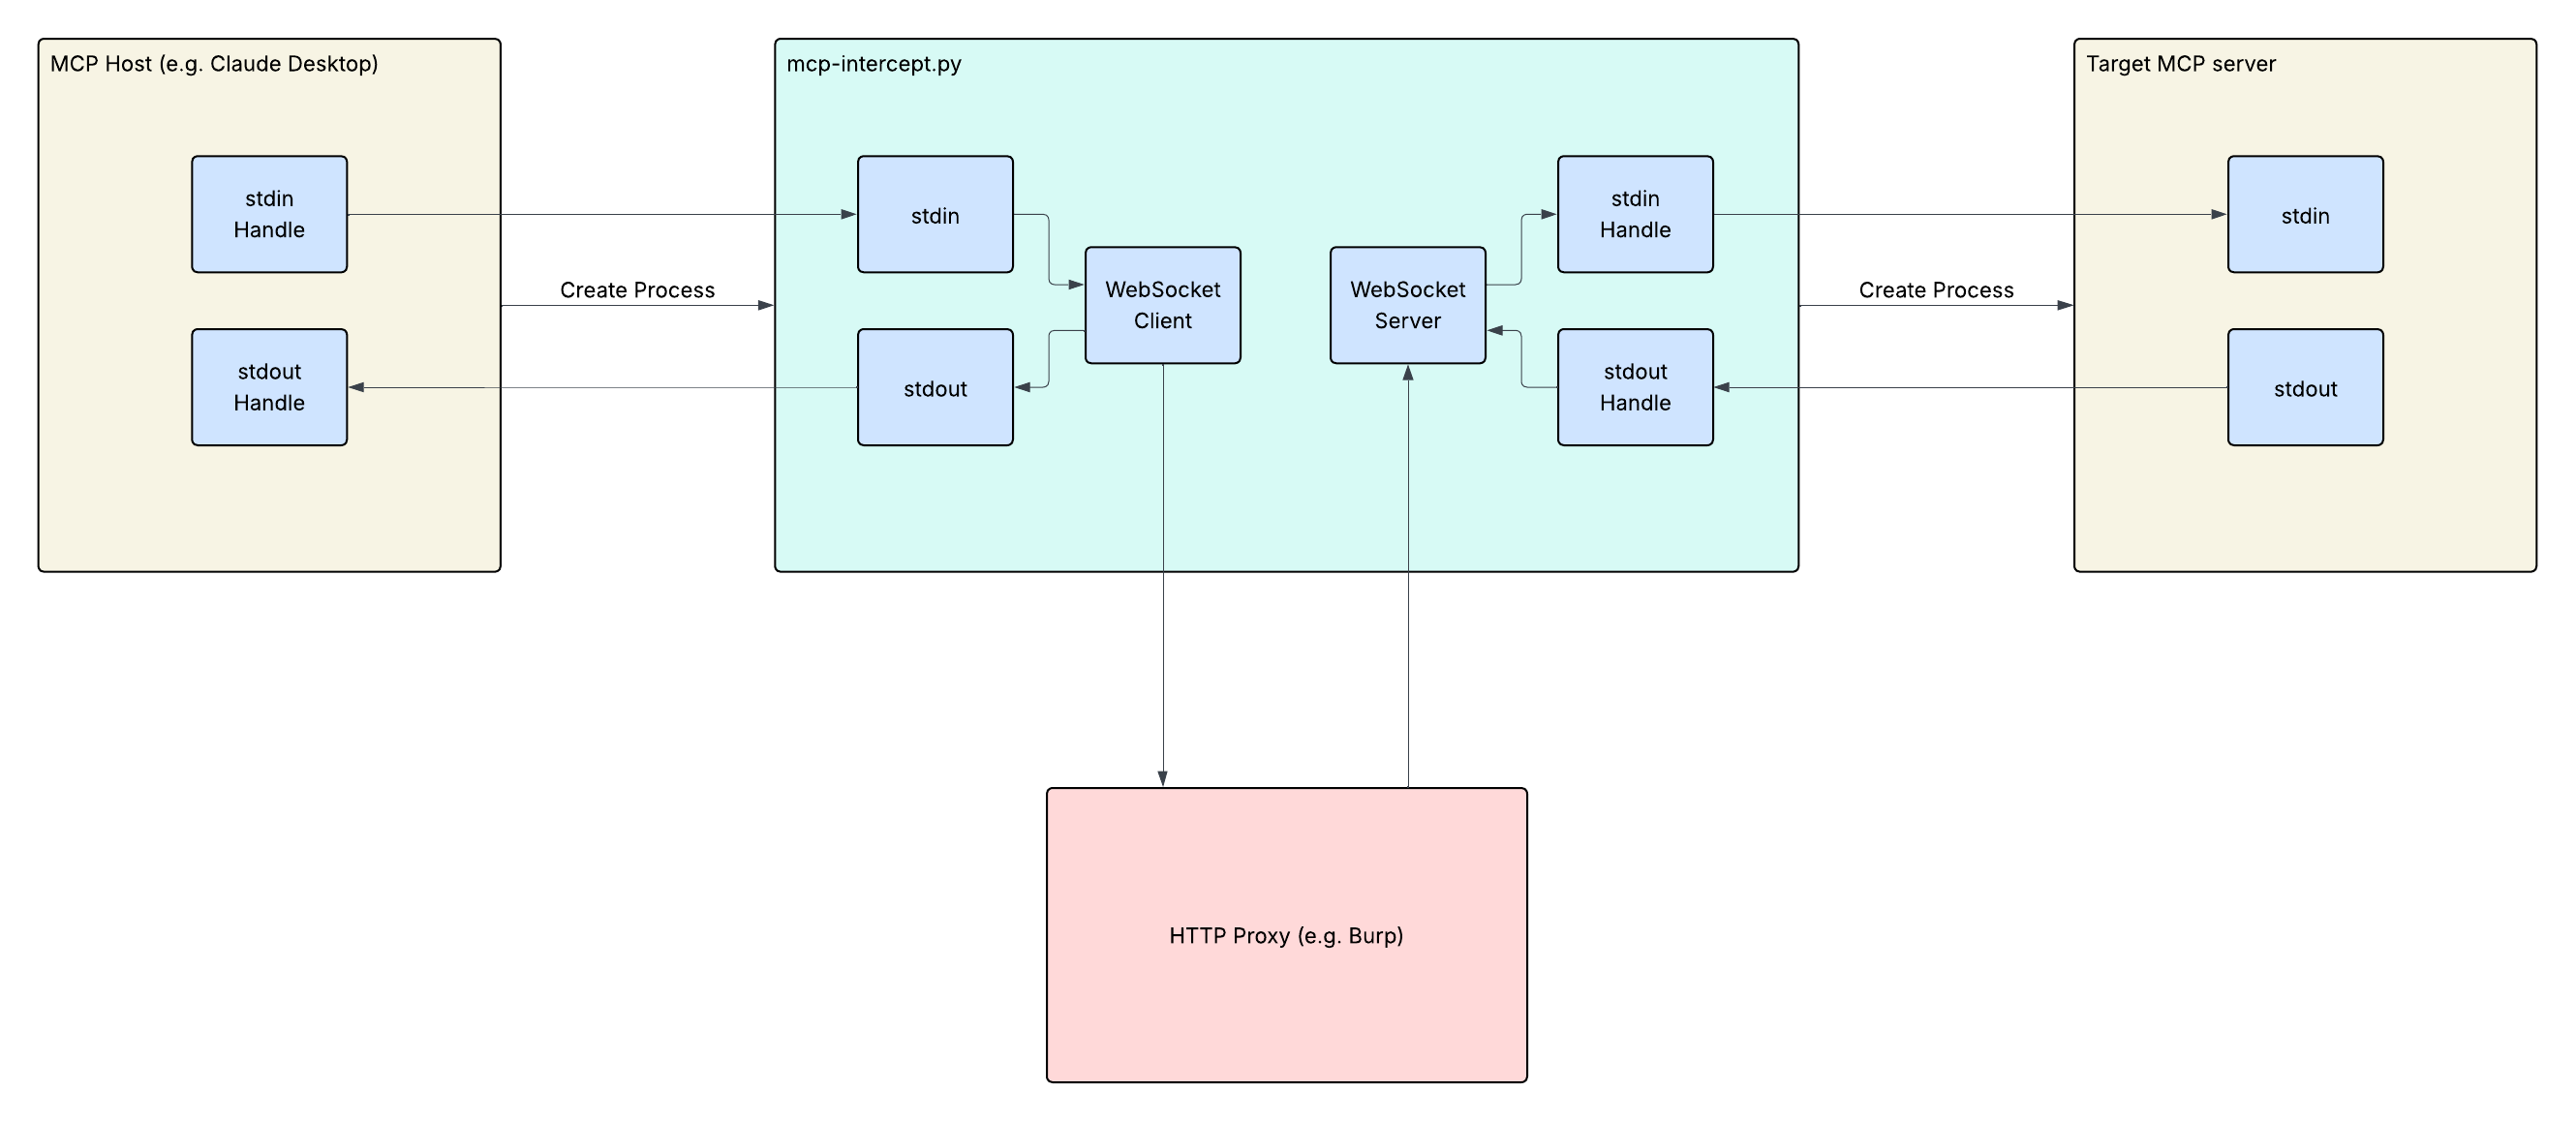 MCP Host (e.g. Claude Desktop)
stdin
Handle
stdout
Handle
Create Process
mcp-intercept.py
stdin
stdout
WebSocket
Client
WebSocket
Server
stdin
Handle
stdout
Handle
Create Process
Target MCP server
stdin
stdout
HTTP Proxy (e.g. Burp)